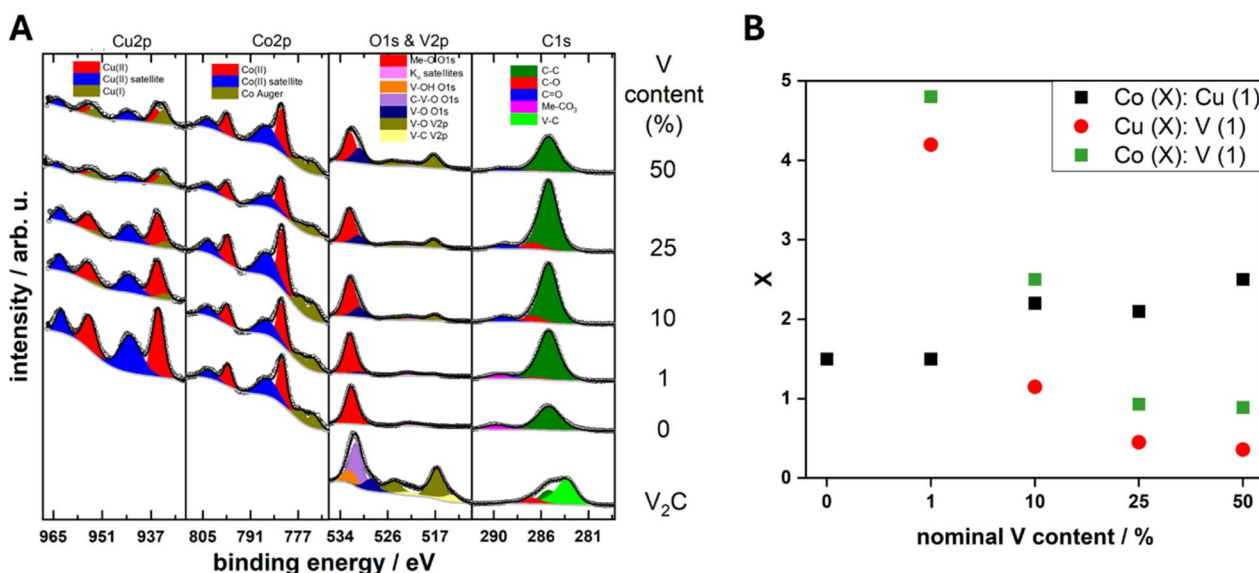 A
Cu2p
Co2p
O1s & V2p
C1s
Cu(II)
Cu(II) satellite
Cu(I)
Co(II)
Co(II) satellite
Co Auger
Me-O O1s
Kα satellites
V-OH O1s
C-V-O O1s
V-O O1s
V-O V2p
V-C V2p
C-C
C-O
C=O
Me-CO₃
V-C
V
content
(%)
50
25
10
1
0
V₂C
intensity / arb. u.
965 951 937 805 791 777 534 526 517 290 286 281
binding energy / eV
B
Co (X): Cu (1)
Cu (X): V (1)
Co (X): V (1)
5
4
3
2
1
0
X
0 1 10 25 50
nominal V content / %